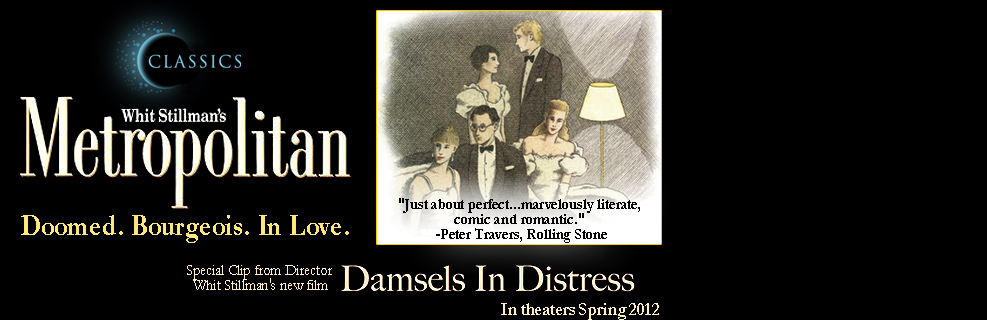 CLASSICS
Whit Stillman's
Metropolitan
Doomed. Bourgeois. In Love.
"Just about perfect...marvelously literate,
comic and romantic."
-Peter Travers, Rolling Stone
Special Clip from Director
Whit Stillman's new film
Damsels In Distress
In theaters Spring 2012